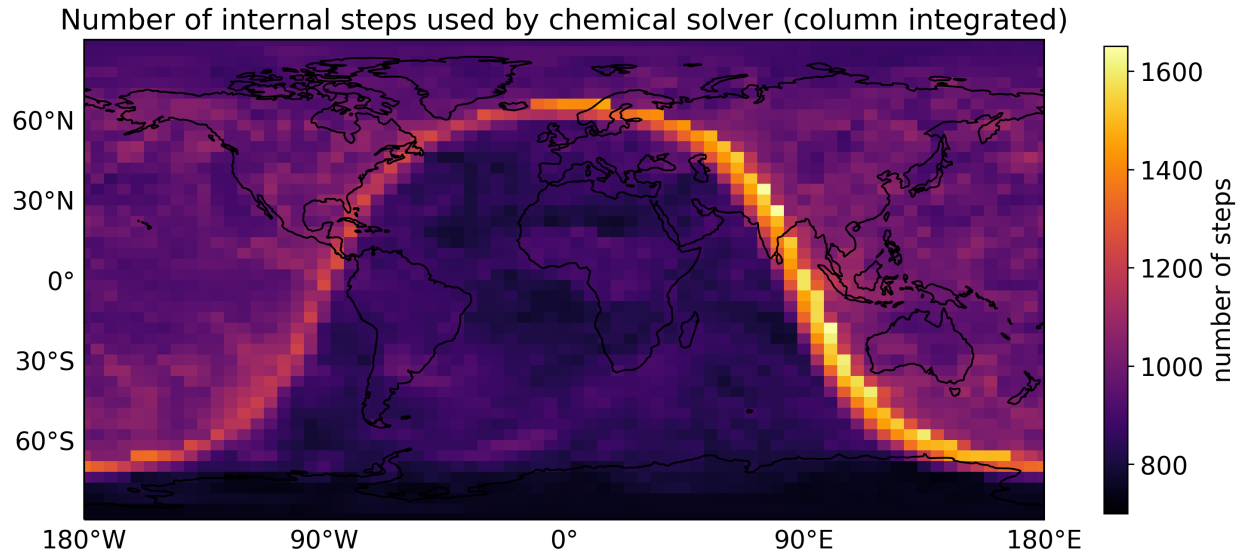 Number of internal steps used by chemical solver (column integrated)
60°N
30°N
0°
30°S
60°S
180°W 90°W 0° 90°E 180°E
1600
1400
1200
1000
800
number of steps